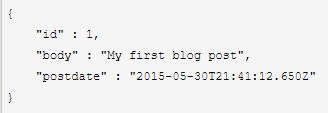 {
"id" : 1,
"body" : "My first blog post",
"postdate" : "2015-05-30T21:41:12.650Z"
}